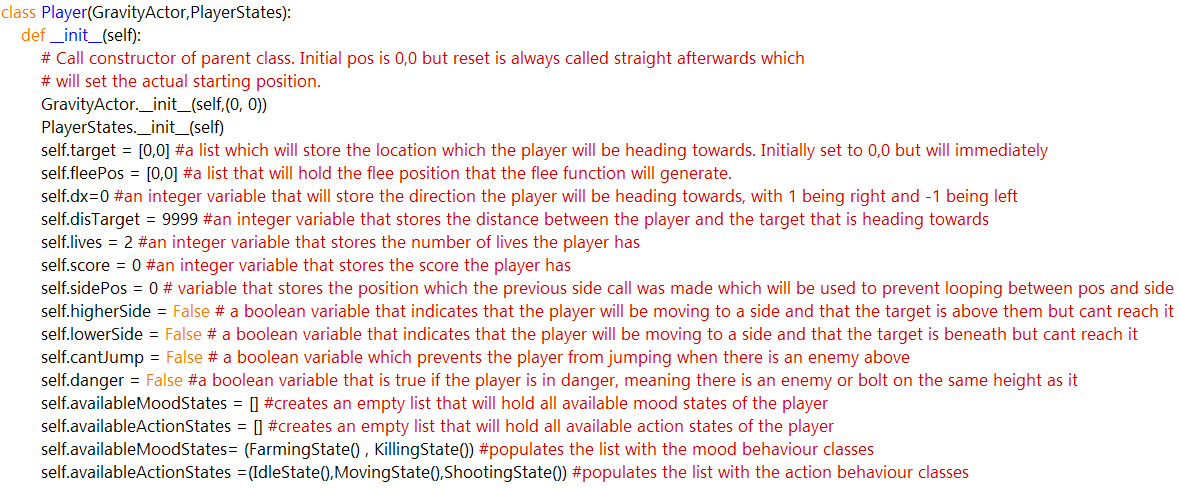 class Player(GravityActor,PlayerStates):
    def __init__(self):
        # Call constructor of parent class. Initial pos is 0,0 but reset is always called straight afterwards which
        # will set the actual starting position.
        GravityActor.__init__(self,(0, 0))
        PlayerStates.__init__(self)
        self.target = [0,0] #a list which will store the location which the player will be heading towards. Initially set to 0,0 but will immediately
        self.fleePos = [0,0] #a list that will hold the flee position that the flee function will generate.
        self.dx=0 #an integer variable that will store the direction the player will be heading towards, with 1 being right and -1 being left
        self.disTarget = 9999 #an integer variable that stores the distance between the player and the target that is heading towards
        self.lives = 2 #an integer variable that stores the number of lives the player has
        self.score = 0 #an integer variable that stores the score the player has
        self.sidePos = 0 # variable that stores the position which the previous side call was made which will be used to prevent looping between pos and side
        self.higherSide = False # a boolean variable that indicates that the player will be moving to a side and that the target is above them but cant reach it
        self.lowerSide = False # a boolean variable that indicates that the player will be moving to a side and that the target is beneath but cant reach it
        self.cantJump = False # a boolean variable which prevents the player from jumping when there is an enemy above
        self.danger = False #a boolean variable that is true if the player is in danger, meaning there is an enemy or bolt on the same height as it
        self.availableMoodStates = [] #creates an empty list that will hold all available mood states of the player
        self.availableActionStates = [] #creates an empty list that will hold all available action states of the player
        self.availableMoodStates= (FarmingState() , KillingState()) #populates the list with the mood behaviour classes
        self.availableActionStates =(IdleState(),MovingState(),ShootingState()) #populates the list with the action behaviour classes